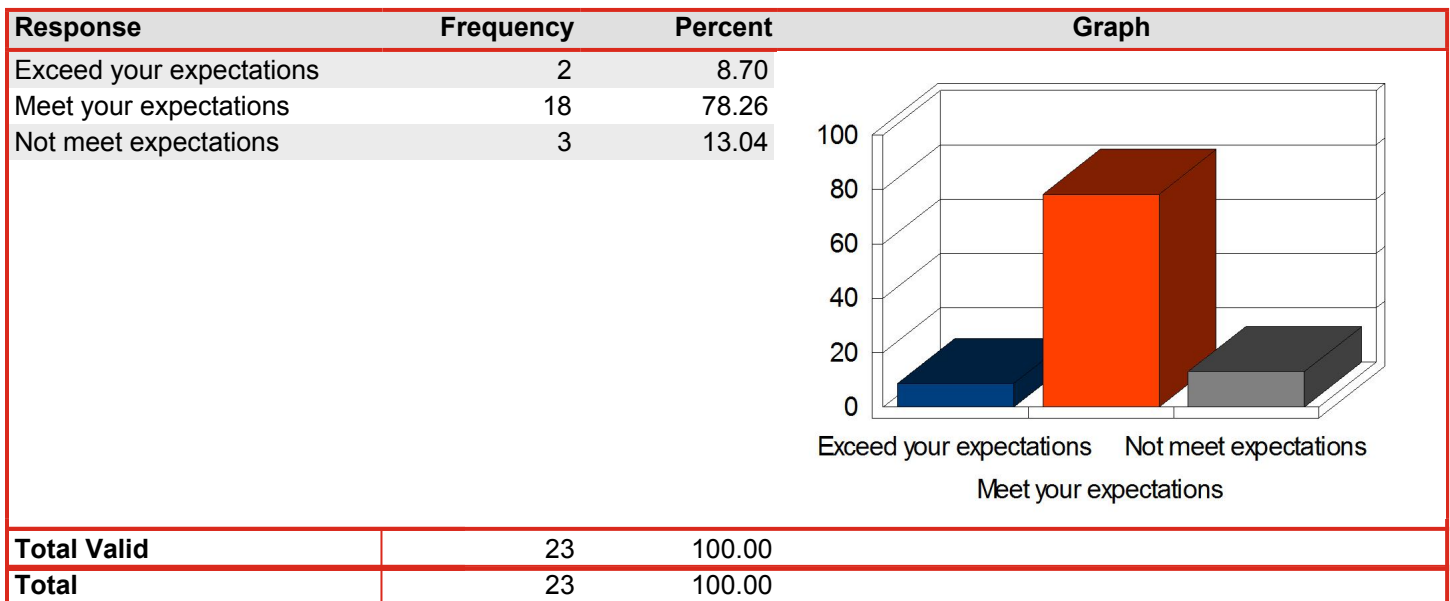 Response Frequency Percent Graph
Exceed your expectations 2 8.70
Meet your expectations 18 78.26
Not meet expectations 3 13.04
100
80
60
40
20
0
Exceed your expectations Not meet expectations
Meet your expectations
Total Valid 23 100.00
Total 23 100.00